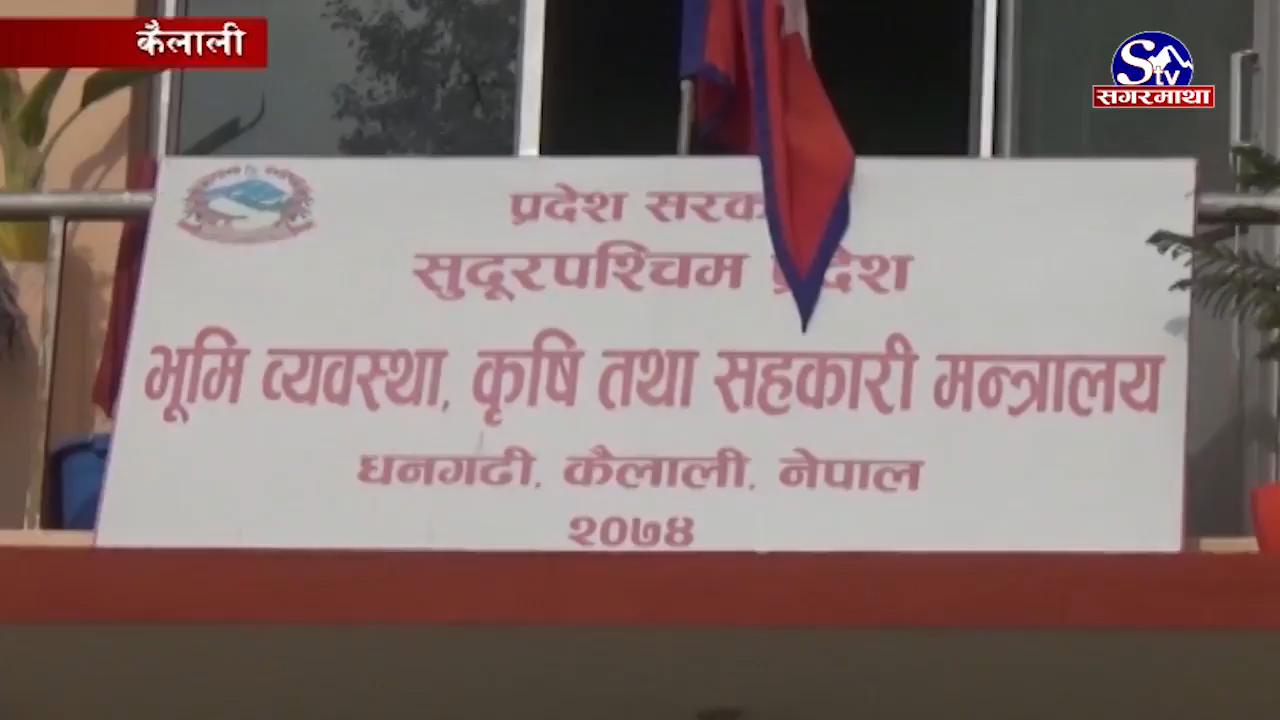 कैलाली
S tv
सगरमाथा
प्रदेश
सुदूरपश्चिम प्रदेश
भूमि व्यवस्था, कृषि तथा सहकारी मन्त्रालय
धनगढी, कैलाली, नेपाल
२०७४